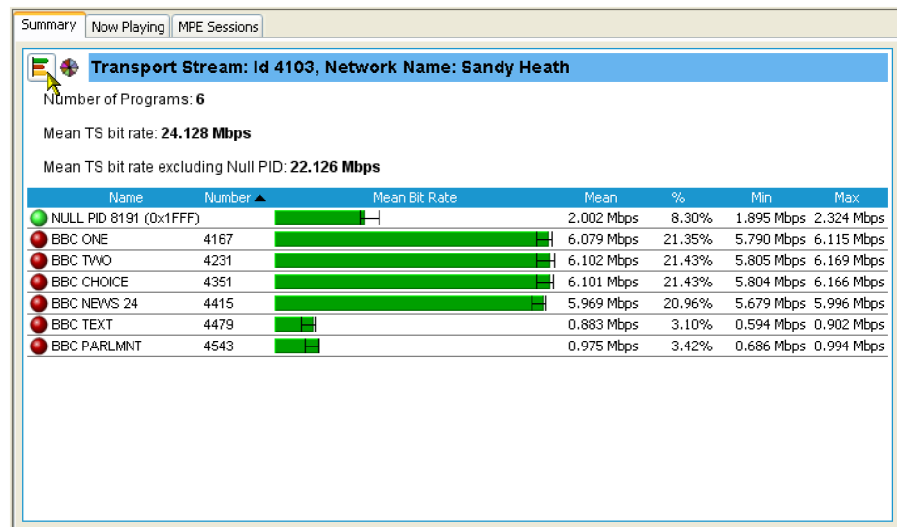 Summary Now Playing MPE Sessions
Transport Stream: Id 4103, Network Name: Sandy Heath
Number of Programs: 6
Mean TS bit rate: 24.128 Mbps
Mean TS bit rate excluding Null PID: 22.126 Mbps
Name Number Mean Bit Rate Mean % Min Max
NULL PID 8191 (0x1FFF) 2.002 Mbps 8.30% 1.895 Mbps 2.324 Mbps
BBC ONE 4167 6.079 Mbps 21.35% 5.790 Mbps 6.115 Mbps
BBC TWO 4231 6.102 Mbps 21.43% 5.805 Mbps 6.169 Mbps
BBC CHOICE 4351 6.101 Mbps 21.43% 5.804 Mbps 6.166 Mbps
BBC NEWS 24 4415 5.969 Mbps 20.96% 5.679 Mbps 5.996 Mbps
BBC TEXT 4479 0.883 Mbps 3.10% 0.594 Mbps 0.902 Mbps
BBC PARLMNT 4543 0.975 Mbps 3.42% 0.686 Mbps 0.994 Mbps